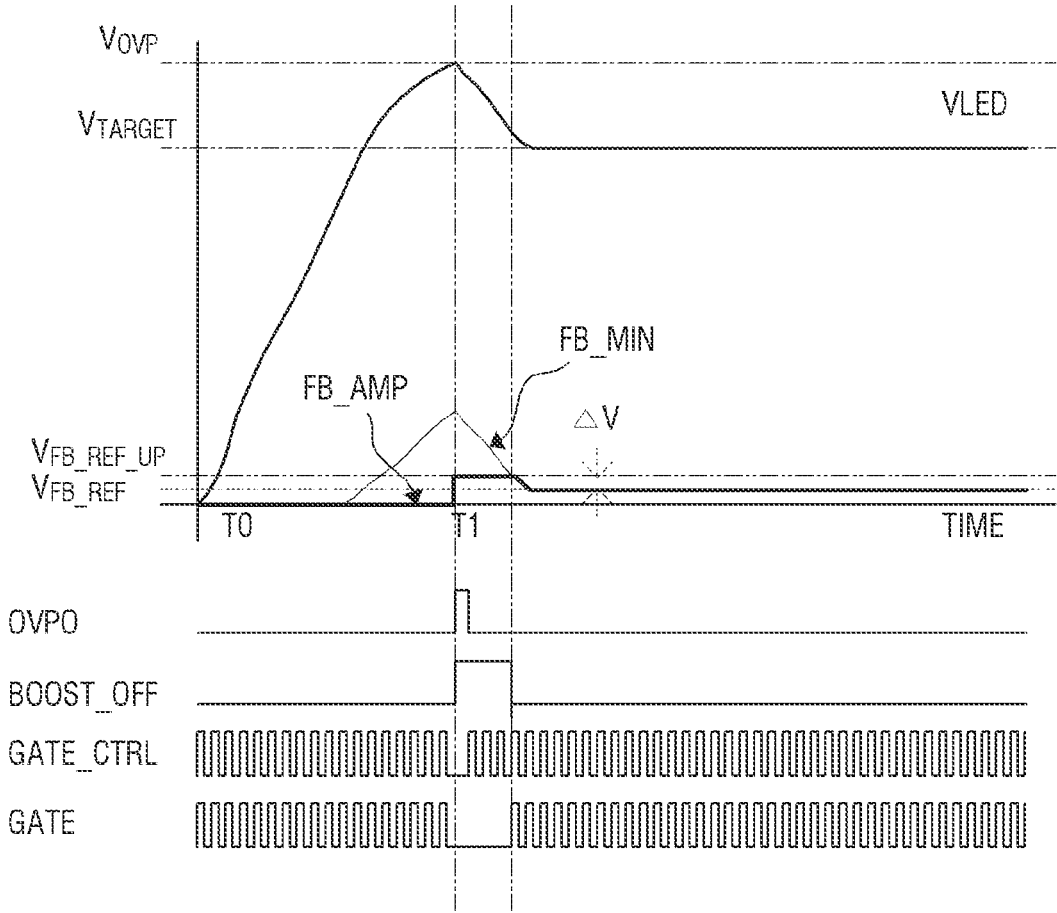 VOVP
VLED
VTARGET
FB_MIN
FB_AMP
△V
VFB_REF_UP
VFB_REF
T0
T1
TIME
OVPO
BOOST_OFF
GATE_CTRL
GATE